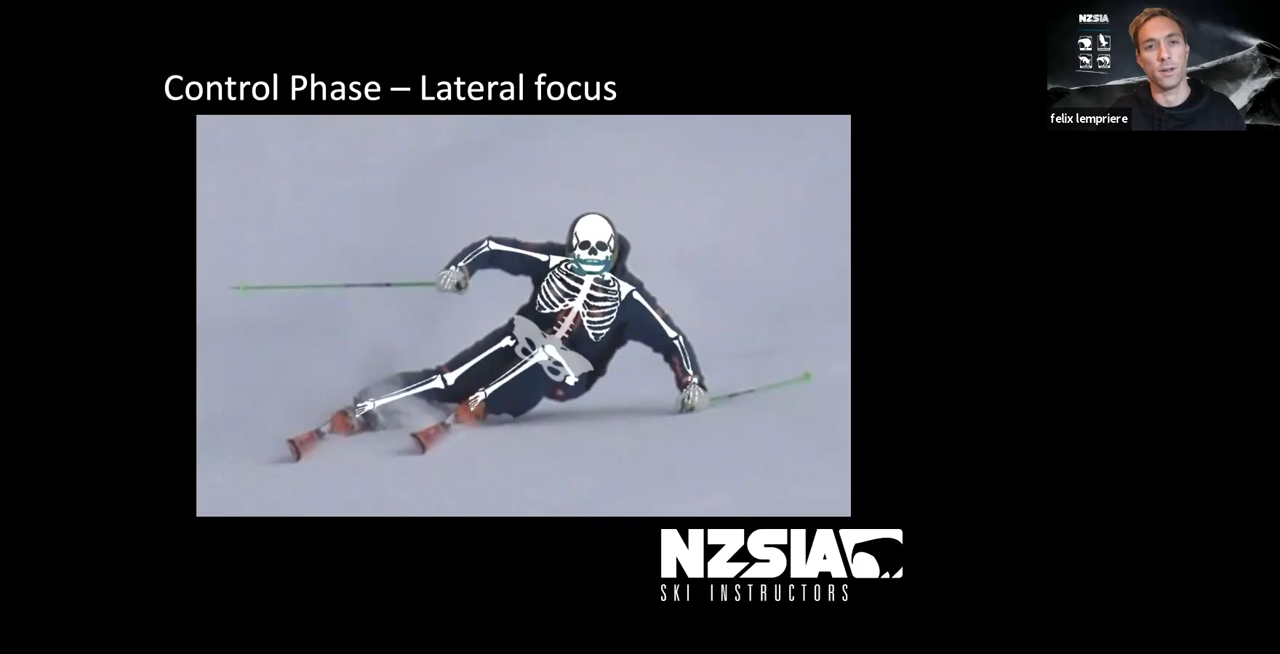 Control Phase – Lateral focus
NZSIA
felix lempriere
NZSIA
SKI INSTRUCTORS